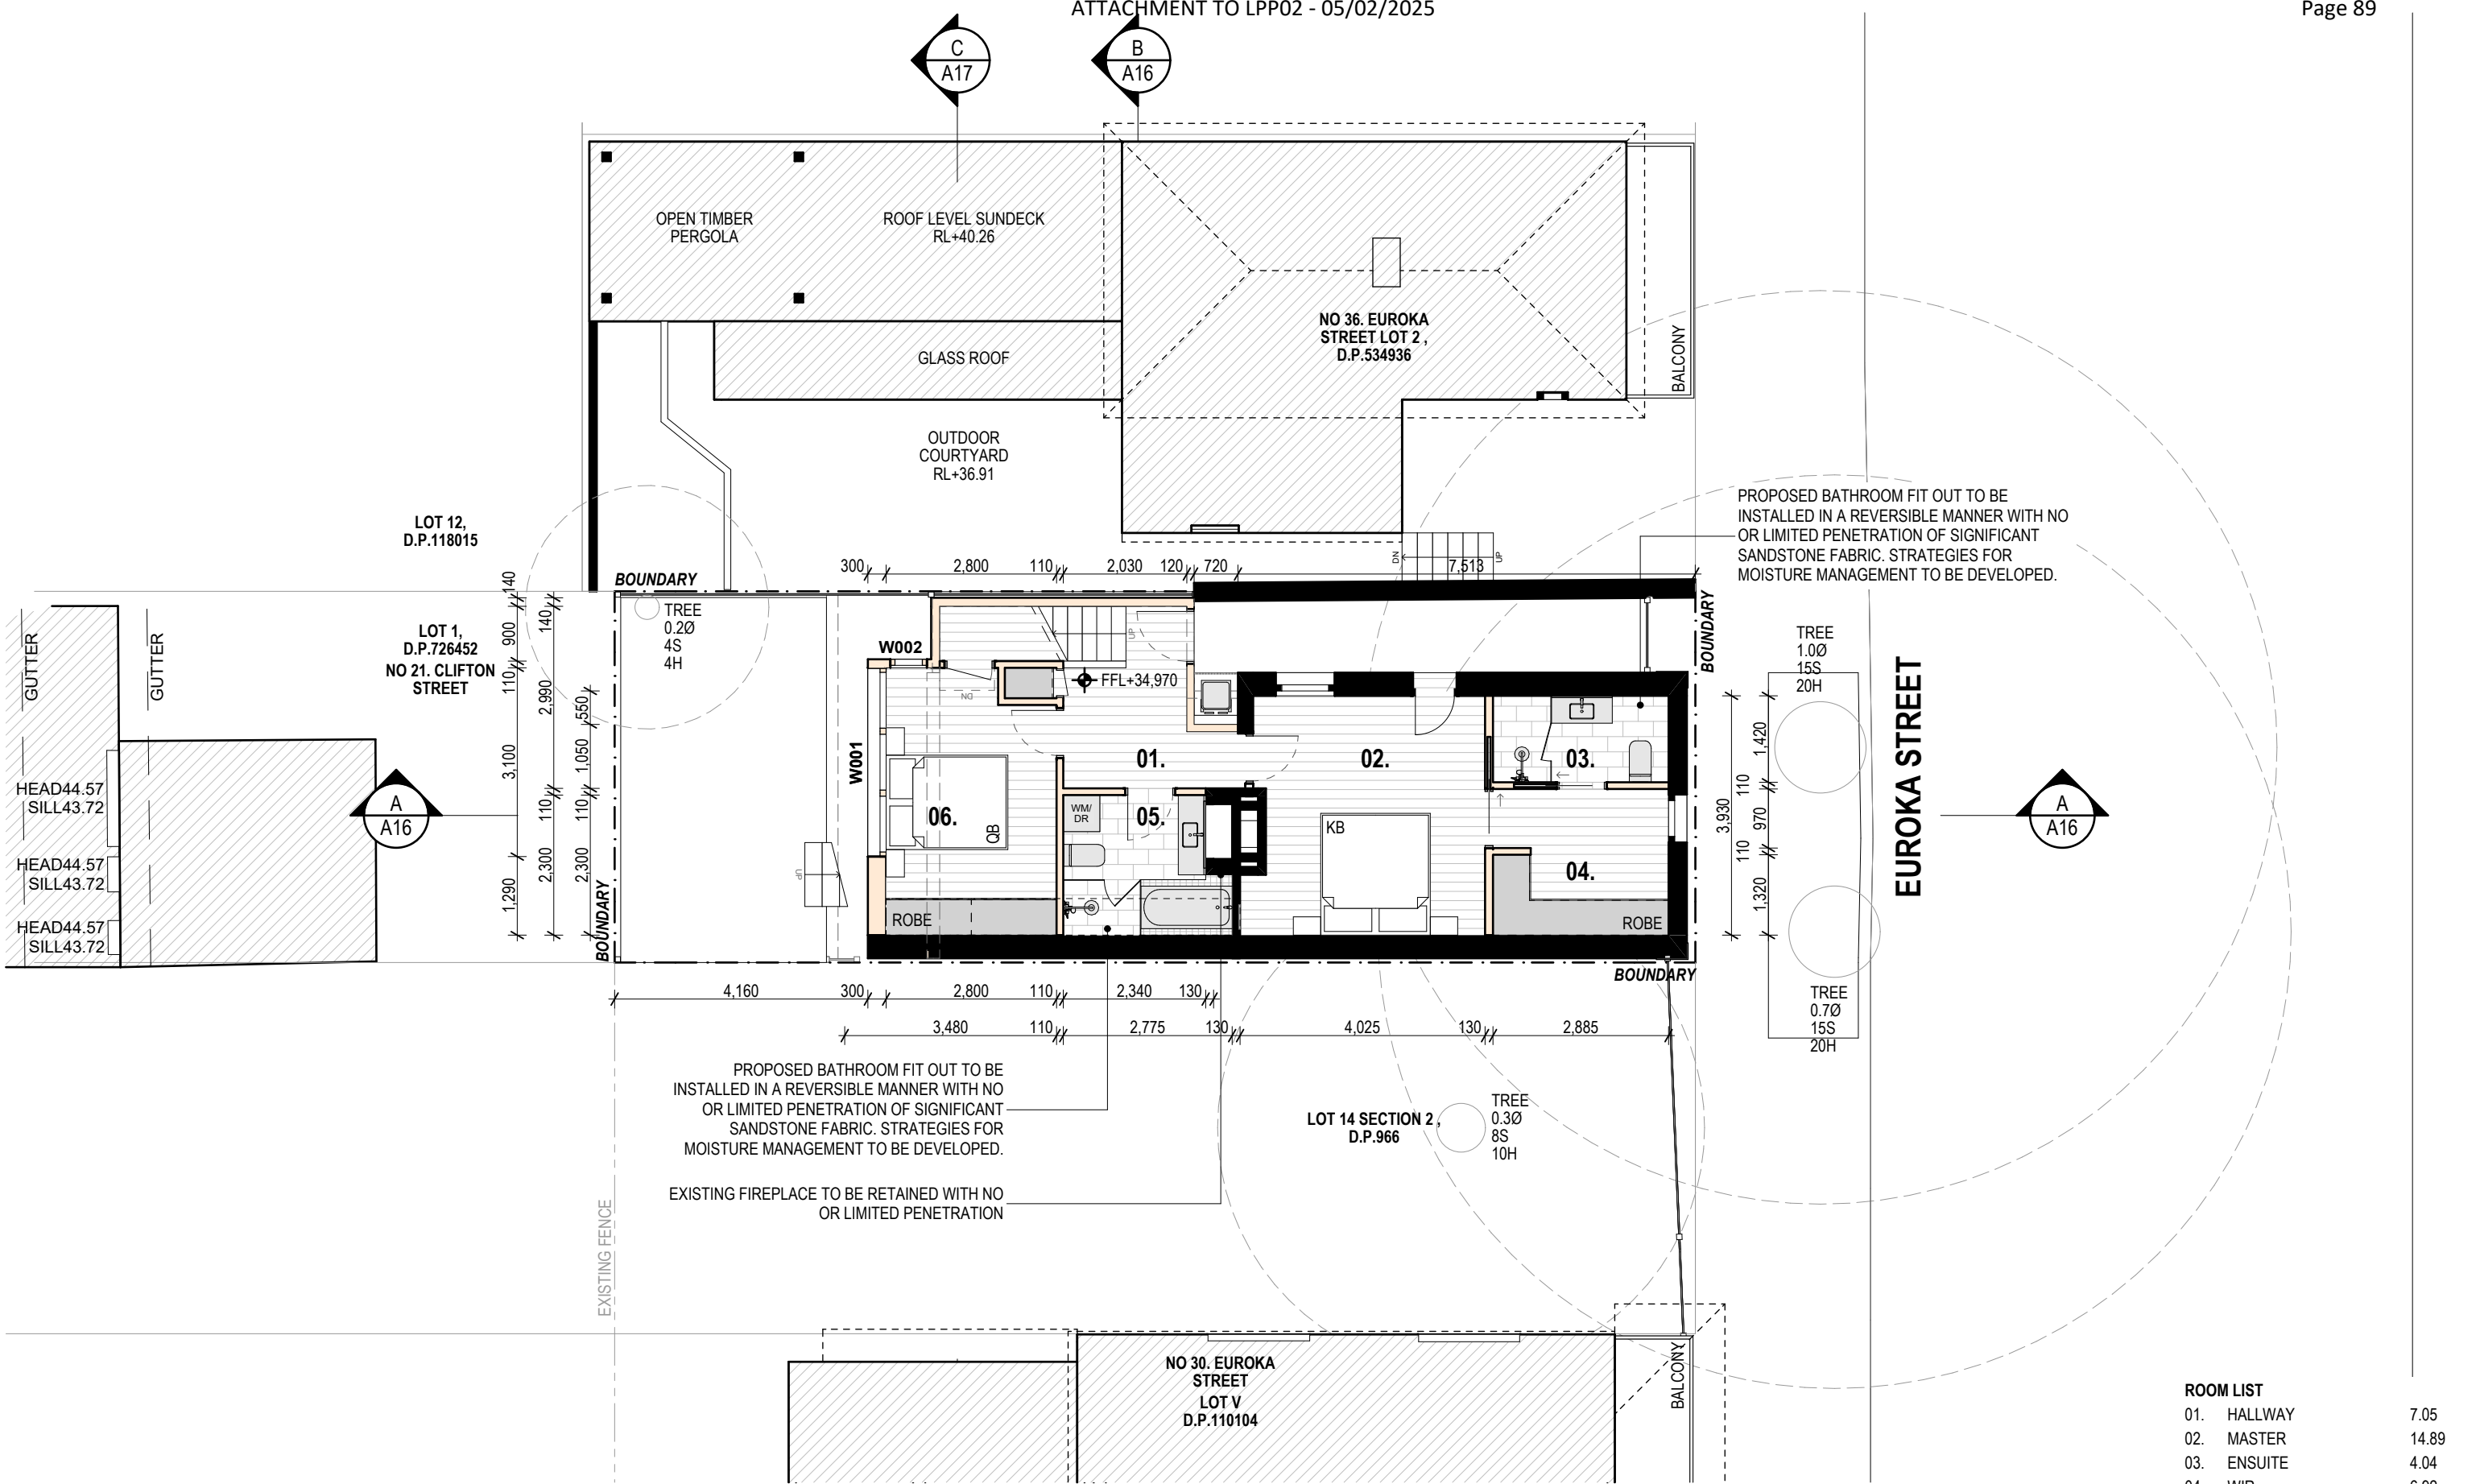 ATTACHMENT TO LPP02 - 05/02/2025
Page 89
C
A17
B
A16
OPEN TIMBER
PERGOLA
ROOF LEVEL SUNDECK
RL+40.26
NO 36. EUROKA
STREET LOT 2 ,
D.P.534936
BALCONY
GLASS ROOF
OUTDOOR
COURTYARD
RL+36.91
LOT 12,
D.P.118015
PROPOSED BATHROOM FIT OUT TO BE
INSTALLED IN A REVERSIBLE MANNER WITH NO
OR LIMITED PENETRATION OF SIGNIFICANT
SANDSTONE FABRIC. STRATEGIES FOR
MOISTURE MANAGEMENT TO BE DEVELOPED.
DN
UP
300
2,800
110
2,030
120
720
7,513
BOUNDARY
BOUNDARY
TREE
0.2Ø
4S
4H
LOT 1,
D.P.726452
NO 21. CLIFTON
STREET
GUTTER
GUTTER
140
900
110
3,100
1,290
140
2,990
110
2,300
550
1,050
110
2,300
W002
W001
UP
DN
FFL+34,970
TREE
1.0Ø
15S
20H
EUROKA STREET
1,420
110
970
110
1,320
3,930
HEAD44.57
SILL43.72
HEAD44.57
SILL43.72
HEAD44.57
SILL43.72
A
A16
A
A16
01.
02.
03.
04.
05.
06.
QB
WM/
DR
KB
UP
ROBE
ROBE
BOUNDARY
BOUNDARY
4,160
300
2,800
110
2,340
130
3,480
110
2,775
130
4,025
130
2,885
TREE
0.7Ø
15S
20H
PROPOSED BATHROOM FIT OUT TO BE
INSTALLED IN A REVERSIBLE MANNER WITH NO
OR LIMITED PENETRATION OF SIGNIFICANT
SANDSTONE FABRIC. STRATEGIES FOR
MOISTURE MANAGEMENT TO BE DEVELOPED.
LOT 14 SECTION 2 ,
D.P.966
TREE
0.3Ø
8S
10H
EXISTING FIREPLACE TO BE RETAINED WITH NO
OR LIMITED PENETRATION
EXISTING FENCE
NO 30. EUROKA
STREET
LOT V
D.P.110104
BALCONY
ROOM LIST
01. HALLWAY 7.05
02. MASTER 14.89
03. ENSUITE 4.04